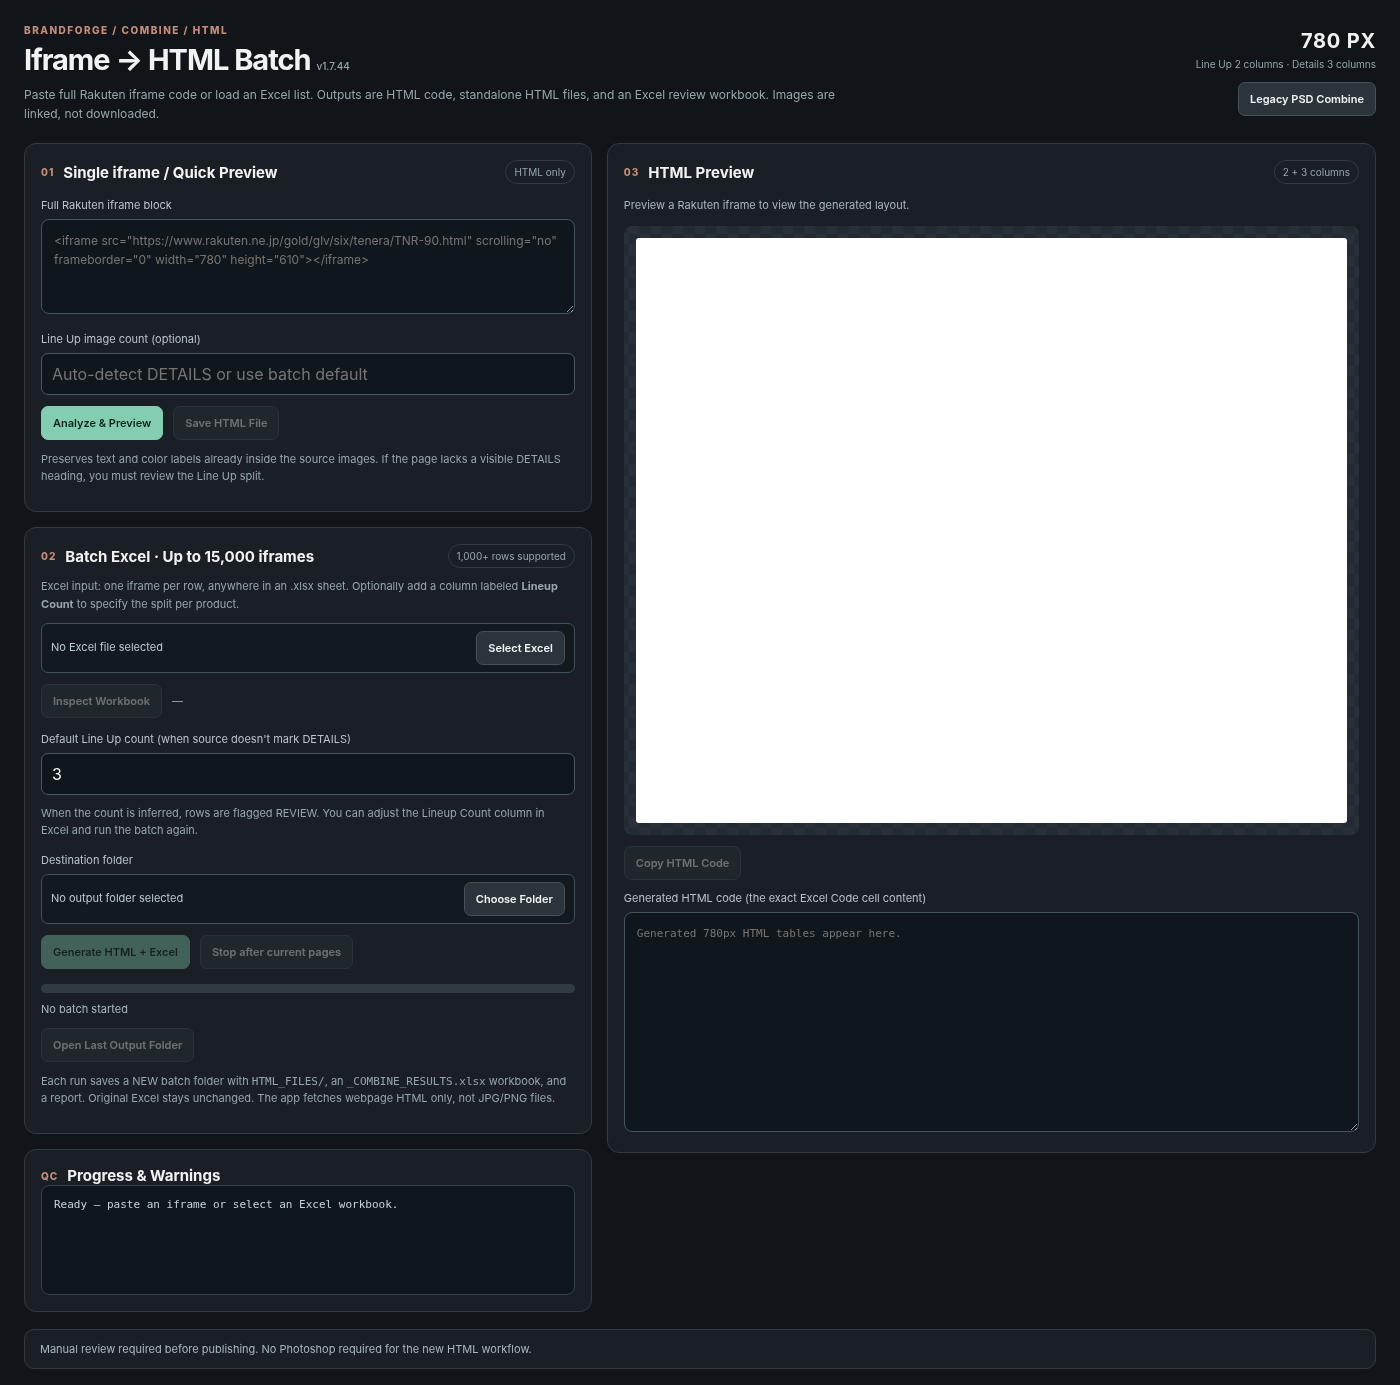 BRANDFORGE / COMBINE / HTML
Iframe → HTML Batch v1.7.44
Paste full Rakuten iframe code or load an Excel list. Outputs are HTML code, standalone HTML files, and an Excel review workbook. Images are
linked, not downloaded.
780 PX
Line Up 2 columns · Details 3 columns
Legacy PSD Combine
01 Single iframe / Quick Preview
HTML only
Full Rakuten iframe block
<iframe src="https://www.rakuten.ne.jp/gold/glv/six/tenera/TNR-90.html" scrolling="no"
frameborder="0" width="780" height="610"></iframe>
Line Up image count (optional)
Auto-detect DETAILS or use batch default
Analyze & Preview
Save HTML File
Preserves text and color labels already inside the source images. If the page lacks a visible DETAILS
heading, you must review the Line Up split.
02 Batch Excel · Up to 15,000 iframes
1,000+ rows supported
Excel input: one iframe per row, anywhere in an .xlsx sheet. Optionally add a column labeled Lineup
Count to specify the split per product.
No Excel file selected
Select Excel
Inspect Workbook
—
Default Line Up count (when source doesn't mark DETAILS)
3
When the count is inferred, rows are flagged REVIEW. You can adjust the Lineup Count column in
Excel and run the batch again.
Destination folder
No output folder selected
Choose Folder
Generate HTML + Excel
Stop after current pages
No batch started
Open Last Output Folder
Each run saves a NEW batch folder with HTML_FILES/, an _COMBINE_RESULTS.xlsx workbook, and
a report. Original Excel stays unchanged. The app fetches webpage HTML only, not JPG/PNG files.
QC Progress & Warnings
Ready — paste an iframe or select an Excel workbook.
03 HTML Preview
2 + 3 columns
Preview a Rakuten iframe to view the generated layout.
Copy HTML Code
Generated HTML code (the exact Excel Code cell content)
Generated 780px HTML tables appear here.
Manual review required before publishing. No Photoshop required for the new HTML workflow.